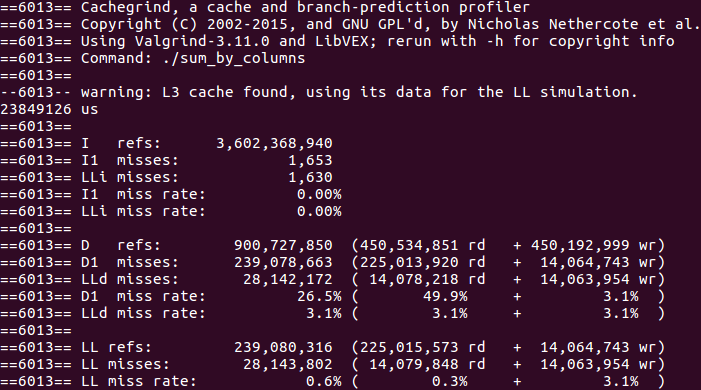 ==6013== Cachegrind, a cache and branch-prediction profiler
==6013== Copyright (C) 2002-2015, and GNU GPL'd, by Nicholas Nethercote et al.
==6013== Using Valgrind-3.11.0 and LibVEX; rerun with -h for copyright info
==6013== Command: ./sum_by_columns
==6013==
--6013-- warning: L3 cache found, using its data for the LL simulation.
23849126 us
==6013==
==6013== I   refs:      3,602,368,940
==6013== I1  misses:            1,653
==6013== LLi misses:            1,630
==6013== I1  miss rate:          0.00%
==6013== LLi miss rate:          0.00%
==6013==
==6013== D   refs:        900,727,850  (450,534,851 rd   + 450,192,999 wr)
==6013== D1  misses:      239,078,663  (225,013,920 rd   +  14,064,743 wr)
==6013== LLd misses:       28,142,172  ( 14,078,218 rd   +  14,063,954 wr)
==6013== D1  miss rate:          26.5% (       49.9%     +         3.1%  )
==6013== LLd miss rate:           3.1% (        3.1%     +         3.1%  )
==6013==
==6013== LL refs:         239,080,316  (225,015,573 rd   +  14,064,743 wr)
==6013== LL misses:        28,143,802  ( 14,079,848 rd   +  14,063,954 wr)
==6013== LL miss rate:            0.6% (        0.3%     +         3.1%  )